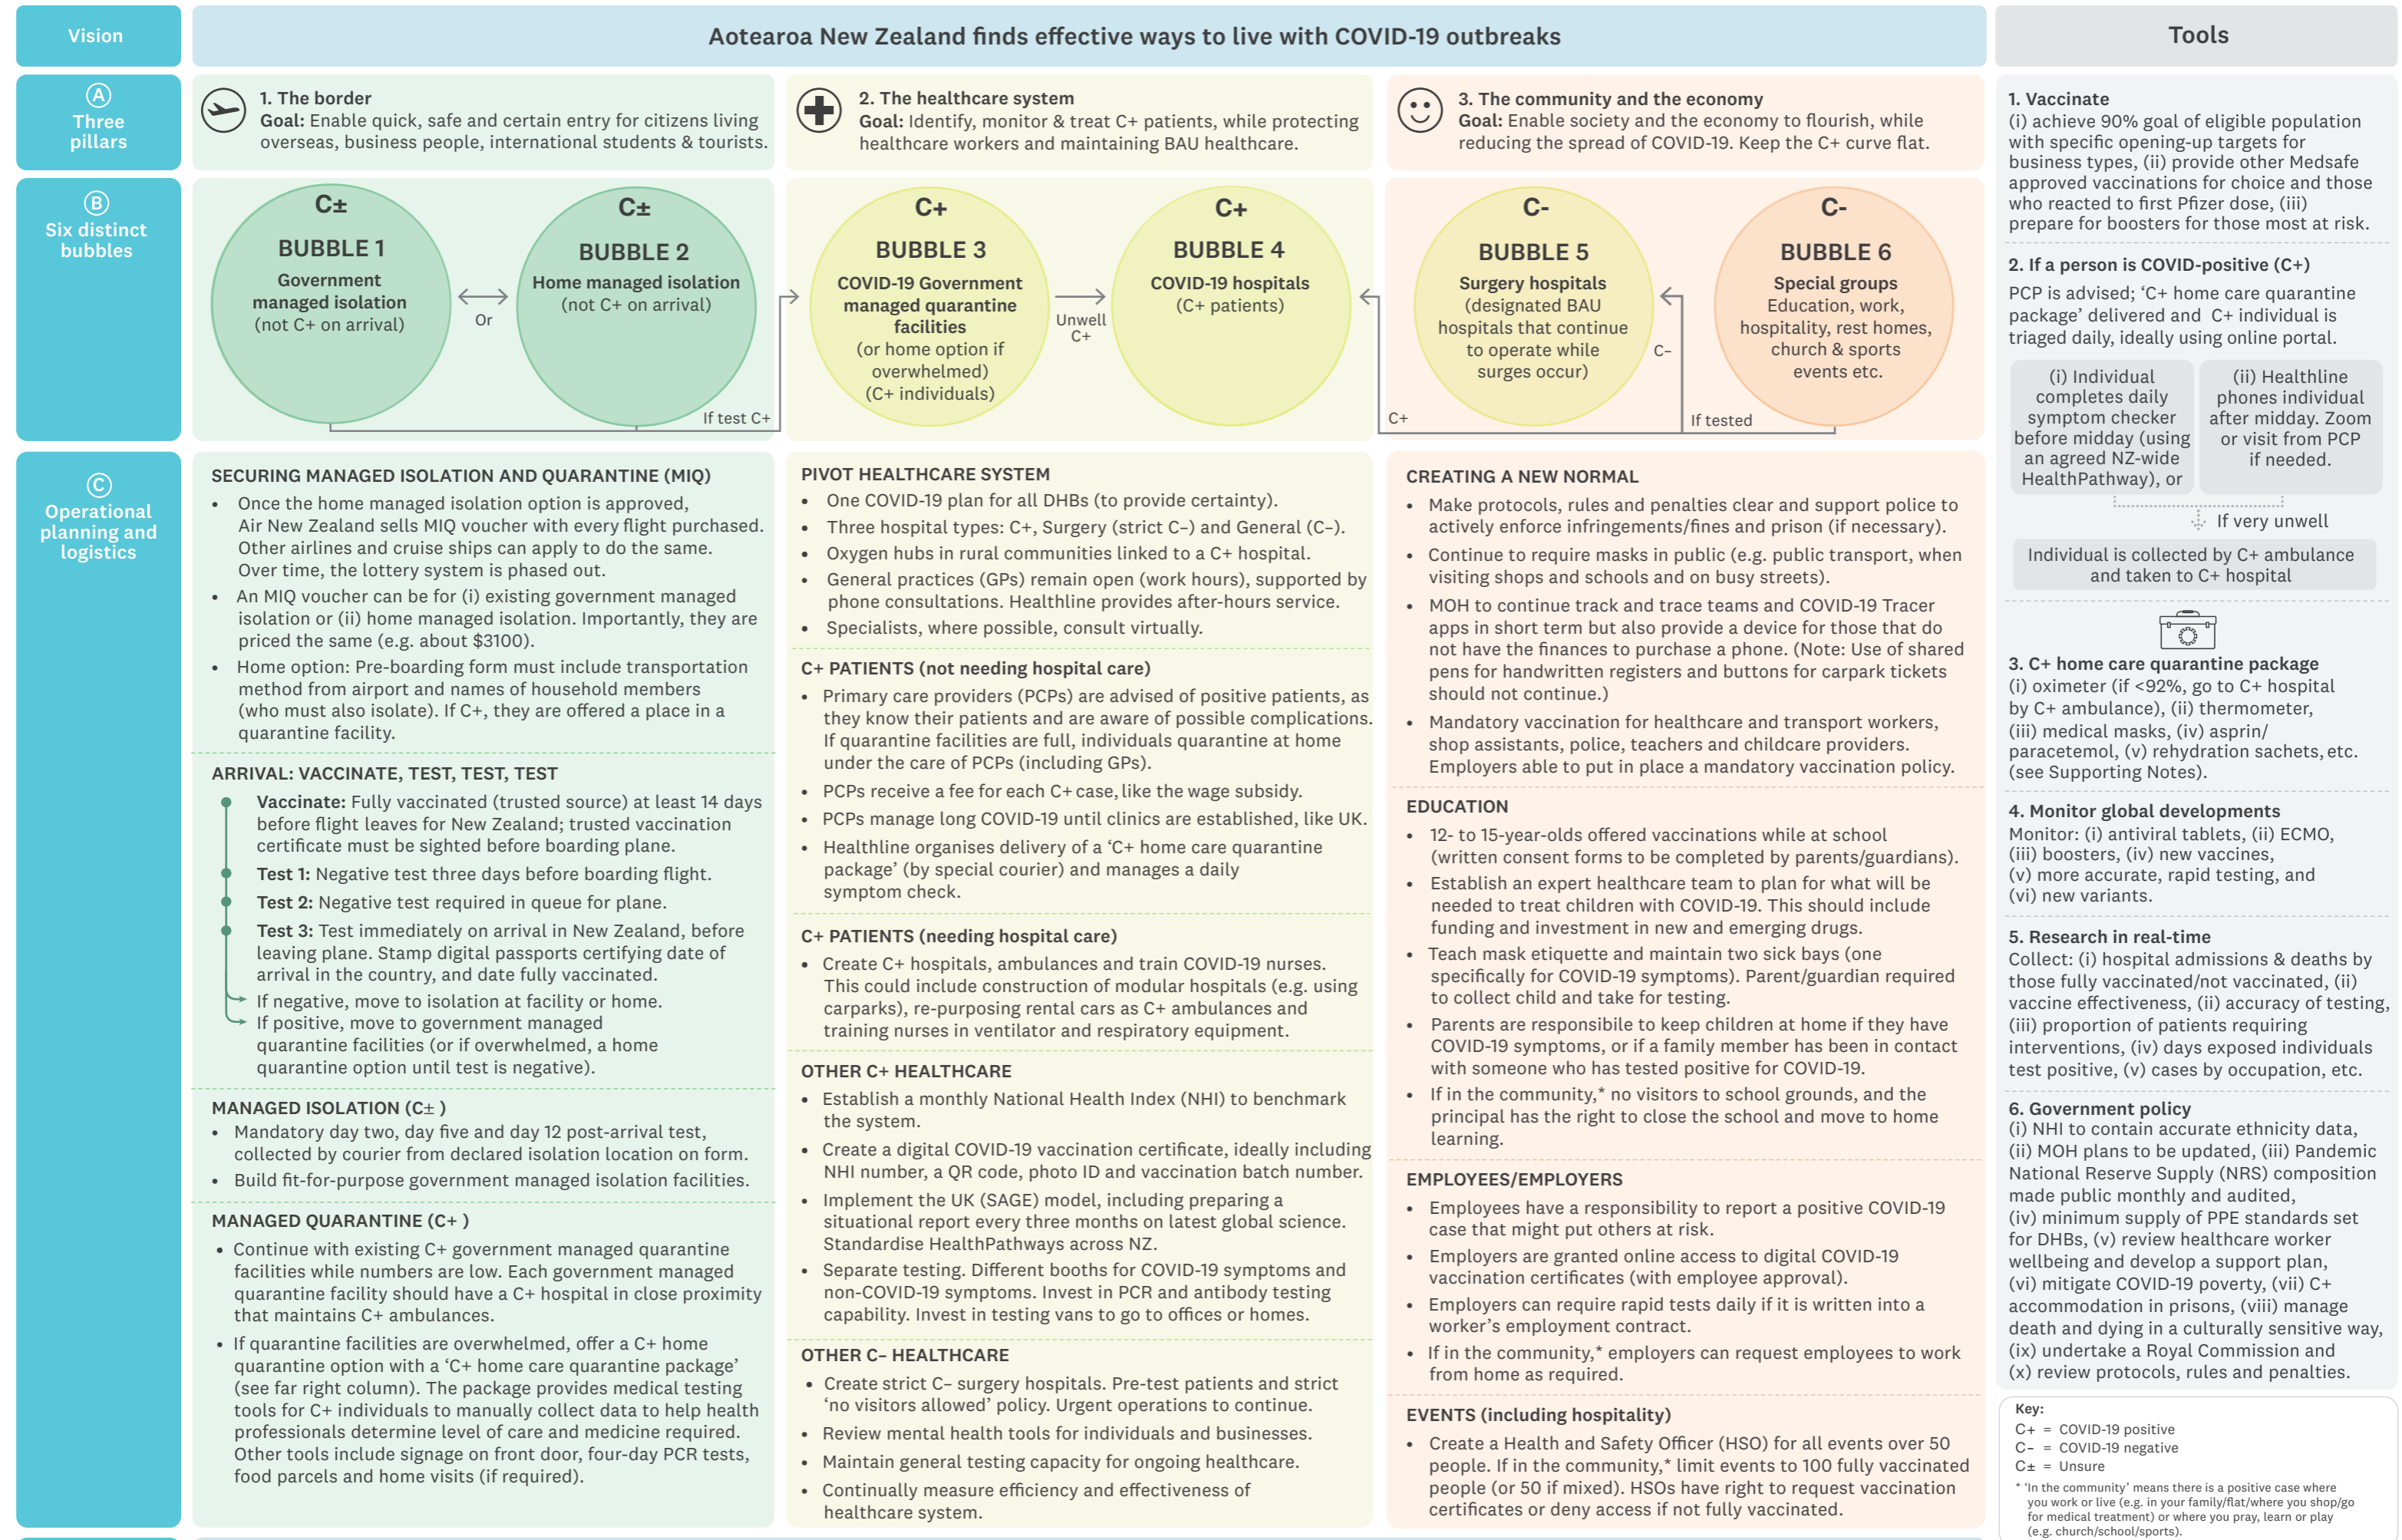 Vision
Aotearoa New Zealand finds effective ways to live with COVID-19 outbreaks
Tools
A
Three
pillars
1. The border
Goal: Enable quick, safe and certain entry for citizens living
overseas, business people, international students & tourists.
2. The healthcare system
Goal: Identify, monitor & treat C+ patients, while protecting
healthcare workers and maintaining BAU healthcare.
3. The community and the economy
Goal: Enable society and the economy to flourish, while
reducing the spread of COVID-19. Keep the C+ curve flat.
B
Six distinct
bubbles
C±
BUBBLE 1
Government
managed isolation
(not C+ on arrival)
Or
C±
BUBBLE 2
Home managed isolation
(not C+ on arrival)
If test C+
C+
BUBBLE 3
COVID-19 Government
managed quarantine
facilities
(or home option if
overwhelmed)
(C+ individuals)
Unwell
C+
C+
BUBBLE 4
COVID-19 hospitals
(C+ patients)
C+
C-
BUBBLE 5
Surgery hospitals
(designated BAU
hospitals that continue
to operate while
surges occur)
C–
If tested
C-
BUBBLE 6
Special groups
Education, work,
hospitality, rest homes,
church & sports
events etc.
C
Operational
planning and
logistics
SECURING MANAGED ISOLATION AND QUARANTINE (MIQ)
• Once the home managed isolation option is approved,
Air New Zealand sells MIQ voucher with every flight purchased.
Other airlines and cruise ships can apply to do the same.
Over time, the lottery system is phased out.
• An MIQ voucher can be for (i) existing government managed
isolation or (ii) home managed isolation. Importantly, they are
priced the same (e.g. about $3100).
• Home option: Pre-boarding form must include transportation
method from airport and names of household members
(who must also isolate). If C+, they are offered a place in a
quarantine facility.
ARRIVAL: VACCINATE, TEST, TEST, TEST
Vaccinate: Fully vaccinated (trusted source) at least 14 days
before flight leaves for New Zealand; trusted vaccination
certificate must be sighted before boarding plane.
Test 1: Negative test three days before boarding flight.
Test 2: Negative test required in queue for plane.
Test 3: Test immediately on arrival in New Zealand, before
leaving plane. Stamp digital passports certifying date of
arrival in the country, and date fully vaccinated.
If negative, move to isolation at facility or home.
If positive, move to government managed
quarantine facilities (or if overwhelmed, a home
quarantine option until test is negative).
MANAGED ISOLATION (C± )
• Mandatory day two, day five and day 12 post-arrival test,
collected by courier from declared isolation location on form.
• Build fit-for-purpose government managed isolation facilities.
MANAGED QUARANTINE (C+ )
• Continue with existing C+ government managed quarantine
facilities while numbers are low. Each government managed
quarantine facility should have a C+ hospital in close proximity
that maintains C+ ambulances.
• If quarantine facilities are overwhelmed, offer a C+ home
quarantine option with a ‘C+ home care quarantine package’
(see far right column). The package provides medical testing
tools for C+ individuals to manually collect data to help health
professionals determine level of care and medicine required.
Other tools include signage on front door, four-day PCR tests,
food parcels and home visits (if required).
PIVOT HEALTHCARE SYSTEM
• One COVID-19 plan for all DHBs (to provide certainty).
• Three hospital types: C+, Surgery (strict C–) and General (C–).
• Oxygen hubs in rural communities linked to a C+ hospital.
• General practices (GPs) remain open (work hours), supported by
phone consultations. Healthline provides after-hours service.
• Specialists, where possible, consult virtually.
C+ PATIENTS (not needing hospital care)
• Primary care providers (PCPs) are advised of positive patients, as
they know their patients and are aware of possible complications.
If quarantine facilities are full, individuals quarantine at home
under the care of PCPs (including GPs).
• PCPs receive a fee for each C+ case, like the wage subsidy.
• PCPs manage long COVID-19 until clinics are established, like UK.
• Healthline organises delivery of a ‘C+ home care quarantine
package’ (by special courier) and manages a daily
symptom check.
C+ PATIENTS (needing hospital care)
• Create C+ hospitals, ambulances and train COVID-19 nurses.
This could include construction of modular hospitals (e.g. using
carparks), re-purposing rental cars as C+ ambulances and
training nurses in ventilator and respiratory equipment.
OTHER C+ HEALTHCARE
• Establish a monthly National Health Index (NHI) to benchmark
the system.
• Create a digital COVID-19 vaccination certificate, ideally including
NHI number, a QR code, photo ID and vaccination batch number.
• Implement the UK (SAGE) model, including preparing a
situational report every three months on latest global science.
Standardise HealthPathways across NZ.
• Separate testing. Different booths for COVID-19 symptoms and
non-COVID-19 symptoms. Invest in PCR and antibody testing
capability. Invest in testing vans to go to offices or homes.
OTHER C– HEALTHCARE
• Create strict C– surgery hospitals. Pre-test patients and strict
‘no visitors allowed’ policy. Urgent operations to continue.
• Review mental health tools for individuals and businesses.
• Maintain general testing capacity for ongoing healthcare.
• Continually measure efficiency and effectiveness of
healthcare system.
CREATING A NEW NORMAL
• Make protocols, rules and penalties clear and support police to
actively enforce infringements/fines and prison (if necessary).
• Continue to require masks in public (e.g. public transport, when
visiting shops and schools and on busy streets).
• MOH to continue track and trace teams and COVID-19 Tracer
apps in short term but also provide a device for those that do
not have the finances to purchase a phone. (Note: Use of shared
pens for handwritten registers and buttons for carpark tickets
should not continue.)
• Mandatory vaccination for healthcare and transport workers,
shop assistants, police, teachers and childcare providers.
Employers able to put in place a mandatory vaccination policy.
EDUCATION
• 12- to 15-year-olds offered vaccinations while at school
(written consent forms to be completed by parents/guardians).
• Establish an expert healthcare team to plan for what will be
needed to treat children with COVID-19. This should include
funding and investment in new and emerging drugs.
• Teach mask etiquette and maintain two sick bays (one
specifically for COVID-19 symptoms). Parent/guardian required
to collect child and take for testing.
• Parents are responsibile to keep children at home if they have
COVID-19 symptoms, or if a family member has been in contact
with someone who has tested positive for COVID-19.
• If in the community,* no visitors to school grounds, and the
principal has the right to close the school and move to home
learning.
EMPLOYEES/EMPLOYERS
• Employees have a responsibility to report a positive COVID-19
case that might put others at risk.
• Employers are granted online access to digital COVID-19
vaccination certificates (with employee approval).
• Employers can require rapid tests daily if it is written into a
worker’s employment contract.
• If in the community,* employers can request employees to work
from home as required.
EVENTS (including hospitality)
• Create a Health and Safety Officer (HSO) for all events over 50
people. If in the community,* limit events to 100 fully vaccinated
people (or 50 if mixed). HSOs have right to request vaccination
certificates or deny access if not fully vaccinated.
1. Vaccinate
(i) achieve 90% goal of eligible population
with specific opening-up targets for
business types, (ii) provide other Medsafe
approved vaccinations for choice and those
who reacted to first Pfizer dose, (iii)
prepare for boosters for those most at risk.
2. If a person is COVID-positive (C+)
PCP is advised; ‘C+ home care quarantine
package’ delivered and C+ individual is
triaged daily, ideally using online portal.
(i) Individual
completes daily
symptom checker
before midday (using
an agreed NZ-wide
HealthPathway), or
(ii) Healthline
phones individual
after midday. Zoom
or visit from PCP
if needed.
If very unwell
Individual is collected by C+ ambulance
and taken to C+ hospital
3. C+ home care quarantine package
(i) oximeter (if <92%, go to C+ hospital
by C+ ambulance), (ii) thermometer,
(iii) medical masks, (iv) asprin/
paracetemol, (v) rehydration sachets, etc.
(see Supporting Notes).
4. Monitor global developments
Monitor: (i) antiviral tablets, (ii) ECMO,
(iii) boosters, (iv) new vaccines,
(v) more accurate, rapid testing, and
(vi) new variants.
5. Research in real-time
Collect: (i) hospital admissions & deaths by
those fully vaccinated/not vaccinated, (ii)
vaccine effectiveness, (ii) accuracy of testing,
(iii) proportion of patients requiring
interventions, (iv) days exposed individuals
test positive, (v) cases by occupation, etc.
6. Government policy
(i) NHI to contain accurate ethnicity data,
(ii) MOH plans to be updated, (iii) Pandemic
National Reserve Supply (NRS) composition
made public monthly and audited,
(iv) minimum supply of PPE standards set
for DHBs, (v) review healthcare worker
wellbeing and develop a support plan,
(vi) mitigate COVID-19 poverty, (vii) C+
accommodation in prisons, (viii) manage
death and dying in a culturally sensitive way,
(ix) undertake a Royal Commission and
(x) review protocols, rules and penalties.
Key:
C+ = COVID-19 positive
C– = COVID-19 negative
C± = Unsure
* ‘In the community’ means there is a positive case where
you work or live (e.g. in your family/flat/where you shop/go
for medical treatment) or where you pray, learn or play
(e.g. church/school/sports).